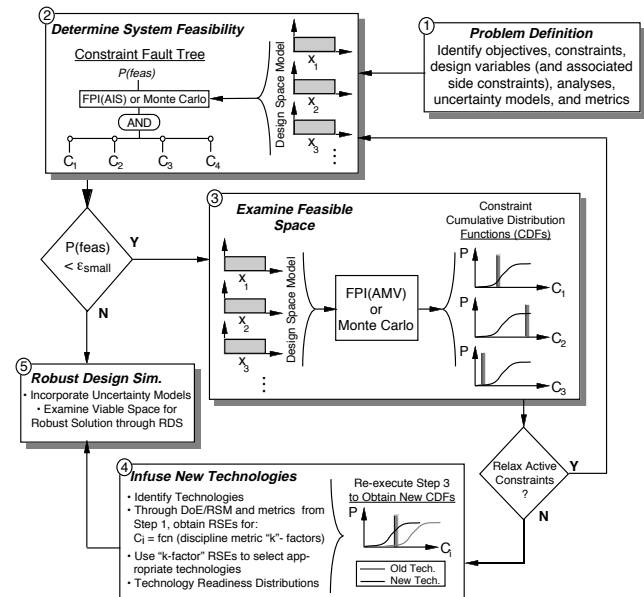 ② Determine System Feasibility
Constraint Fault Tree
P(feas)
FPI(AIS) or Monte Carlo
AND
C1 C2 C3 C4
Design Space Model
x1
x2
x3
⋮
① Problem Definition
Identify objectives, constraints,
design variables (and associated
side constraints), analyses,
uncertainty models, and metrics
P(feas)
< εsmall
Y
N
③ Examine Feasible
Space
x1
x2
x3
⋮
Design Space Model
FPI(AMV)
or
Monte Carlo
Constraint
Cumulative Distribution
Functions (CDFs)
P
C1
P
C2
P
C3
Relax Active
Constraints
?
Y
N
⑤ Robust Design Sim.
• Incorporate Uncertainty Models
• Examine Viable Space for
Robust Solution through RDS
④ Infuse New Technologies
• Identify Technologies
• Through DoE/RSM and metrics from
Step 1, obtain RSEs for:
Ci = fcn (discipline metric "k"- factors)
• Use "k-factor" RSEs to select app-
ropriate technologies
• Technology Readiness Distributions
Re-execute Step 3
to Obtain New CDFs
P
Ci
Old Tech.
New Tech.